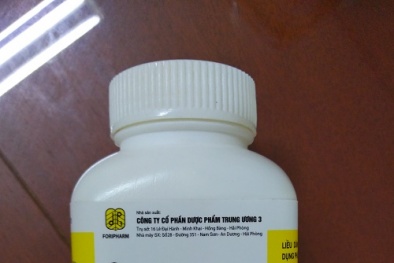 Nhà sản xuất:
CÔNG TY CỔ PHẦN DƯỢC PHẨM TRUNG ƯƠNG 3
Trụ sở: 16 Lê Đại Hành - Minh Khai - Hồng Bàng - Hải Phòng
Nhà máy SX: Số 28 - Đường 351 - Nam Sơn - An Dương - Hải Phòng
FORIPHARM
LIỀU
DỤNG